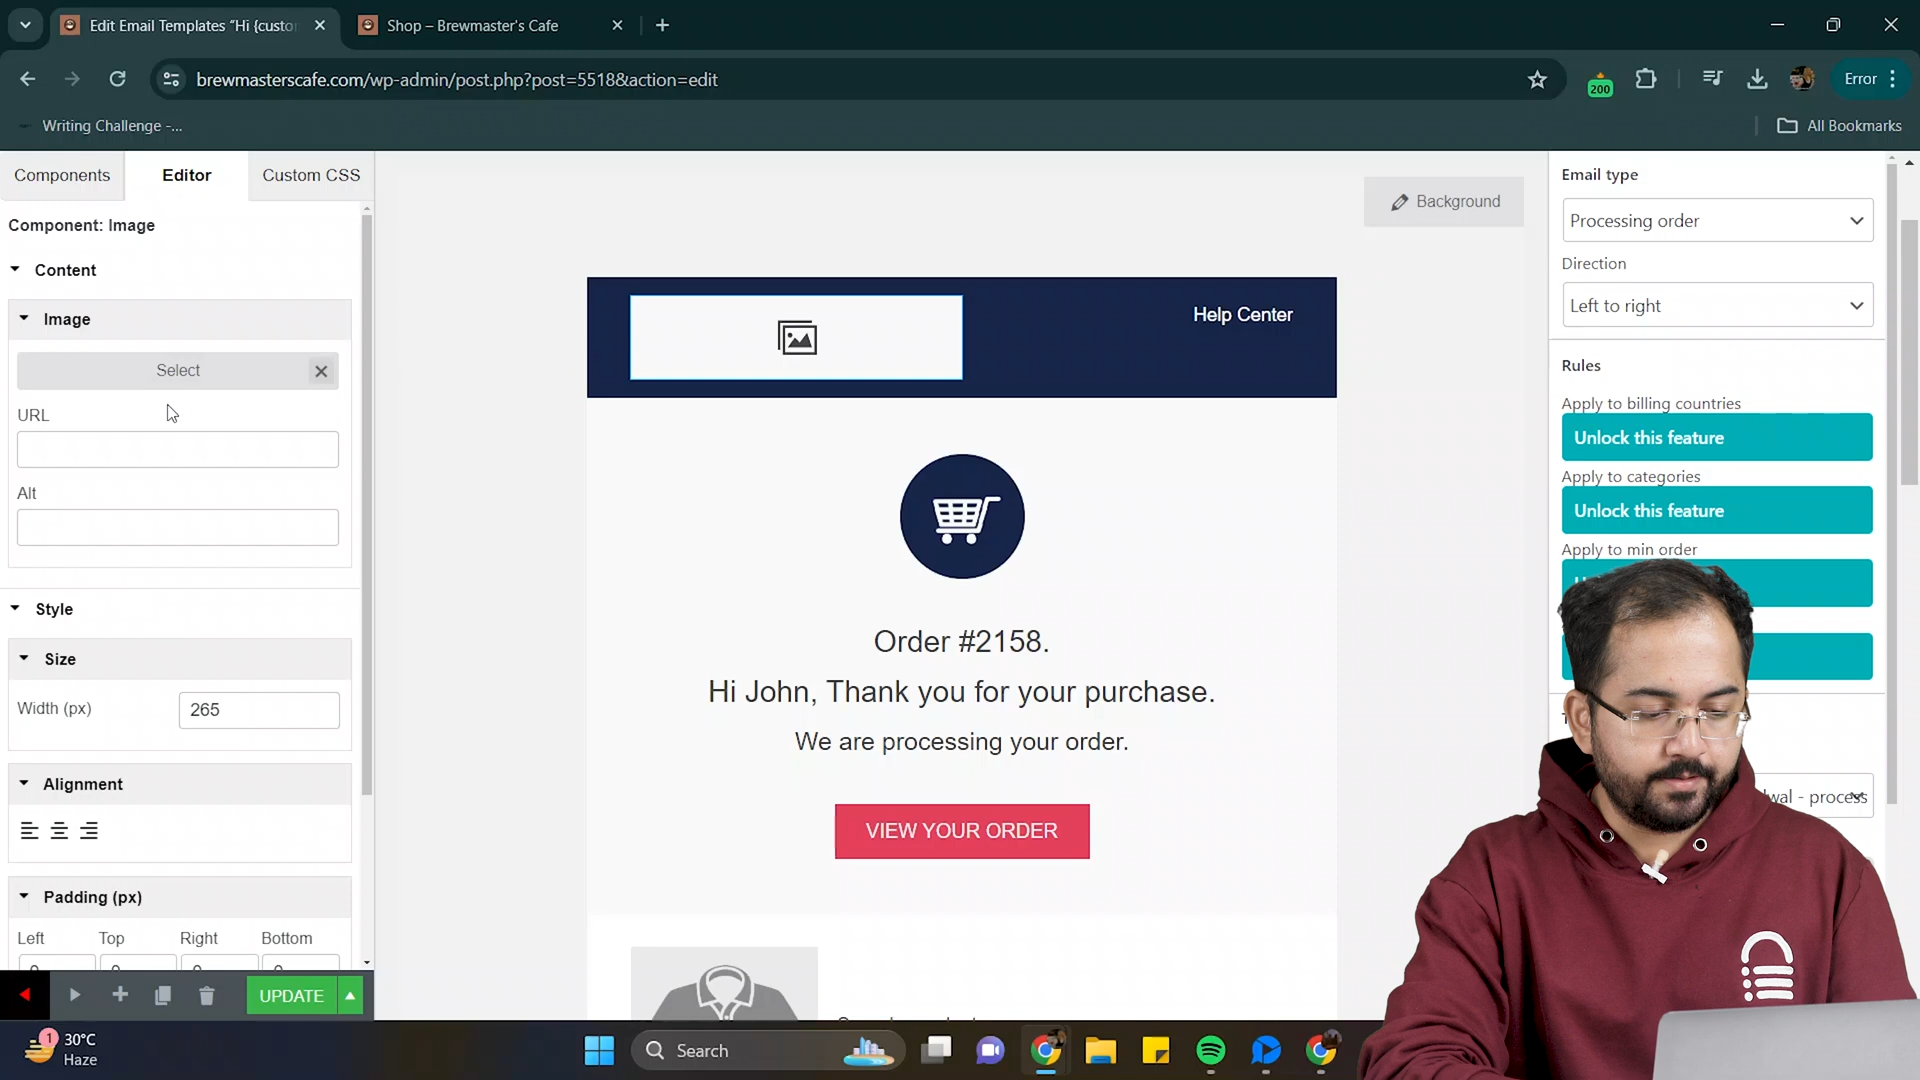 Edit Email Templates “Hi {custo
Shop – Brewmaster's Cafe
brewmasterscafe.com/wp-admin/post.php?post=5518&action=edit
200
Error
Writing Challenge -...
All Bookmarks
Components
Editor
Custom CSS
Component: Image
Content
Image
Select
URL
Alt
Style
Size
Width (px)
265
Alignment
Padding (px)
Left
Top
Right
Bottom
UPDATE
Background
Help Center
Order #2158.
Hi John, Thank you for your purchase.
We are processing your order.
VIEW YOUR ORDER
Email type
Processing order
Direction
Left to right
Rules
Apply to billing countries
Unlock this feature
Apply to categories
Unlock this feature
Apply to min order
- process
1
30°C
Haze
Search